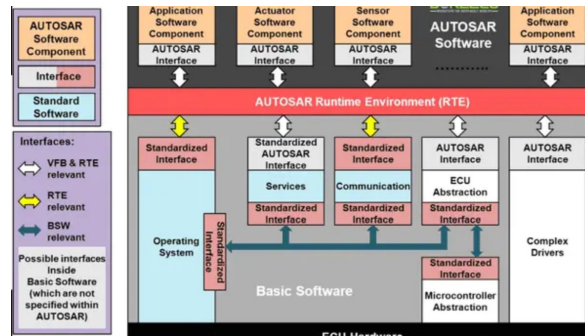 AUTOSAR
Software
Component
Interface
Standard
Software
Interfaces:
VFB & RTE
relevant
RTE
relevant
BSW
relevant
Possible interfaces
Inside
Basic Software
(which are not
specified within
AUTOSAR)
Application
Software
Component
AUTOSAR
Interface
Actuator
Software
Component
AUTOSAR
Interface
Sensor
Software
Component
AUTOSAR
Interface
AUTOSAR
Software
..............
Application
Software
Component
AUTOSAR
Interface
AUTOSAR Runtime Environment (RTE)
Standardized
Interface
Operating
System
Standardized
Interface
Standardized
AUTOSAR
Interface
Services
Standardized
Interface
Standardized
Interface
Communication
Standardized
Interface
AUTOSAR
Interface
ECU
Abstraction
Standardized
Interface
Standardized
Interface
Microcontroller
Abstraction
AUTOSAR
Interface
Complex
Drivers
Basic Software
ECU Hardware